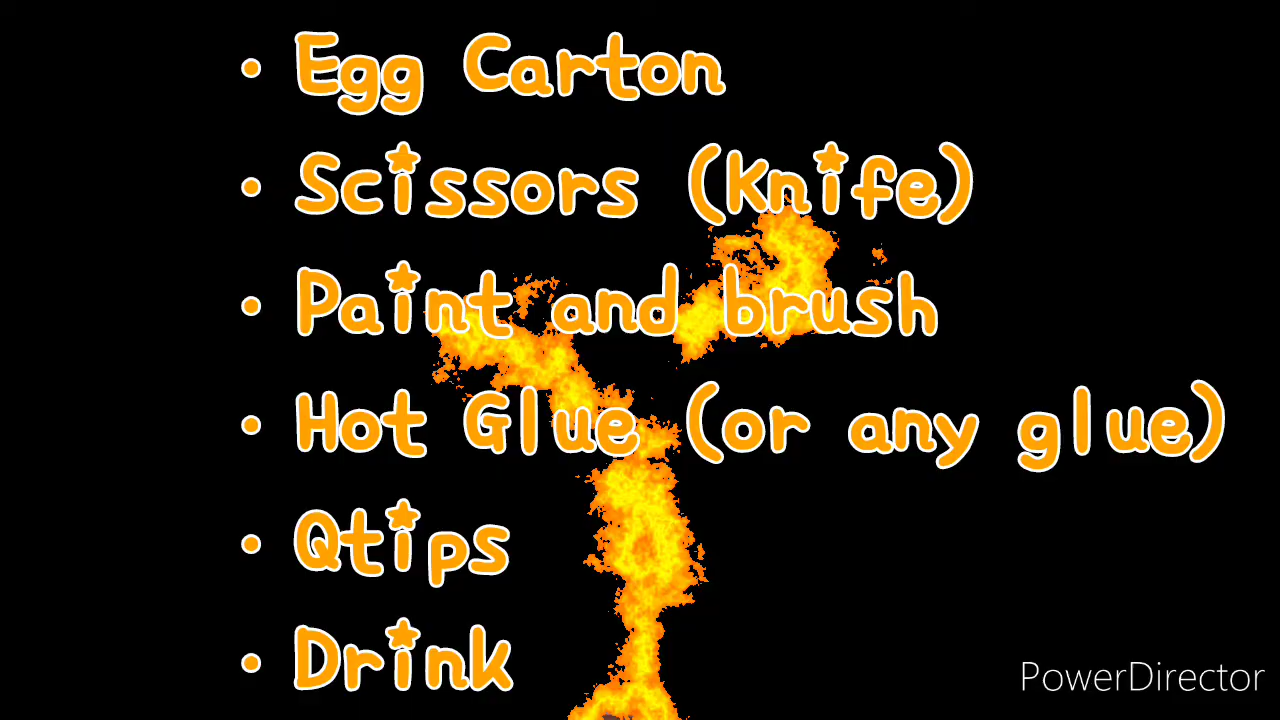 • Egg Carton
• Scissors (Knife)
• Paint and brush
• Hot Glue (or any glue)
• Qtips
• Drink
PowerDirector